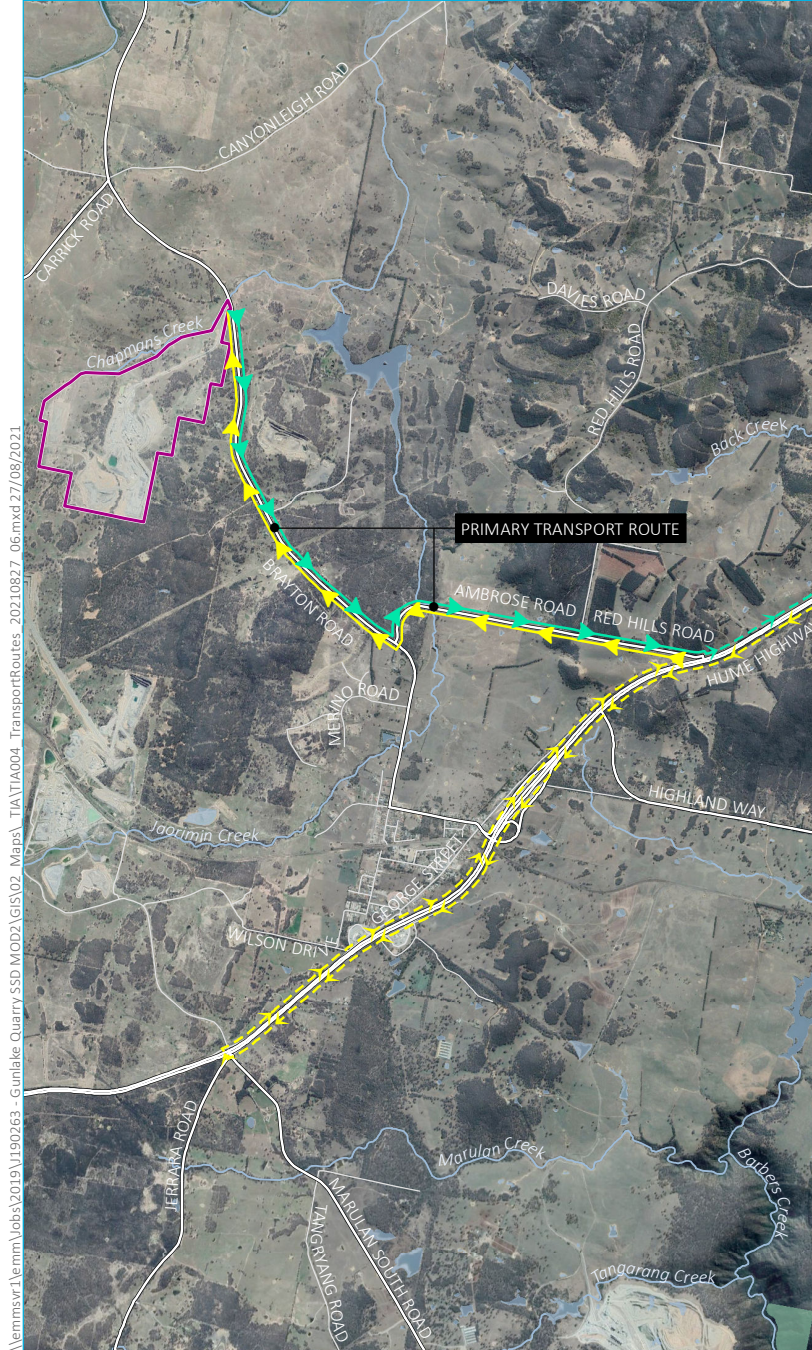 CANYONLEIGH ROAD
CARRICK ROAD
DAVIES ROAD
Chapmans Creek
RED HILLS ROAD
Back Creek
PRIMARY TRANSPORT ROUTE
BRAYTON ROAD
AMBROSE ROAD
RED HILLS ROAD
HUME HIGHWA
MERINO ROAD
HIGHLAND WAY
Jaorimin Creek
GEORGE STREET
WILSON DRIVE
JERRARA ROAD
Marulan Creek
Barbers Creek
MARULAN SOUTH ROAD
TANGRYANG ROAD
Tangarang Creek
\\emmsvr1\emm\Jobs\2019\J190263 - Gunlake Quarry SSD MOD2\GIS\02_Maps\_TIA\TIA004_TransportRoutes_20210827_06.mxd 27/08/2021